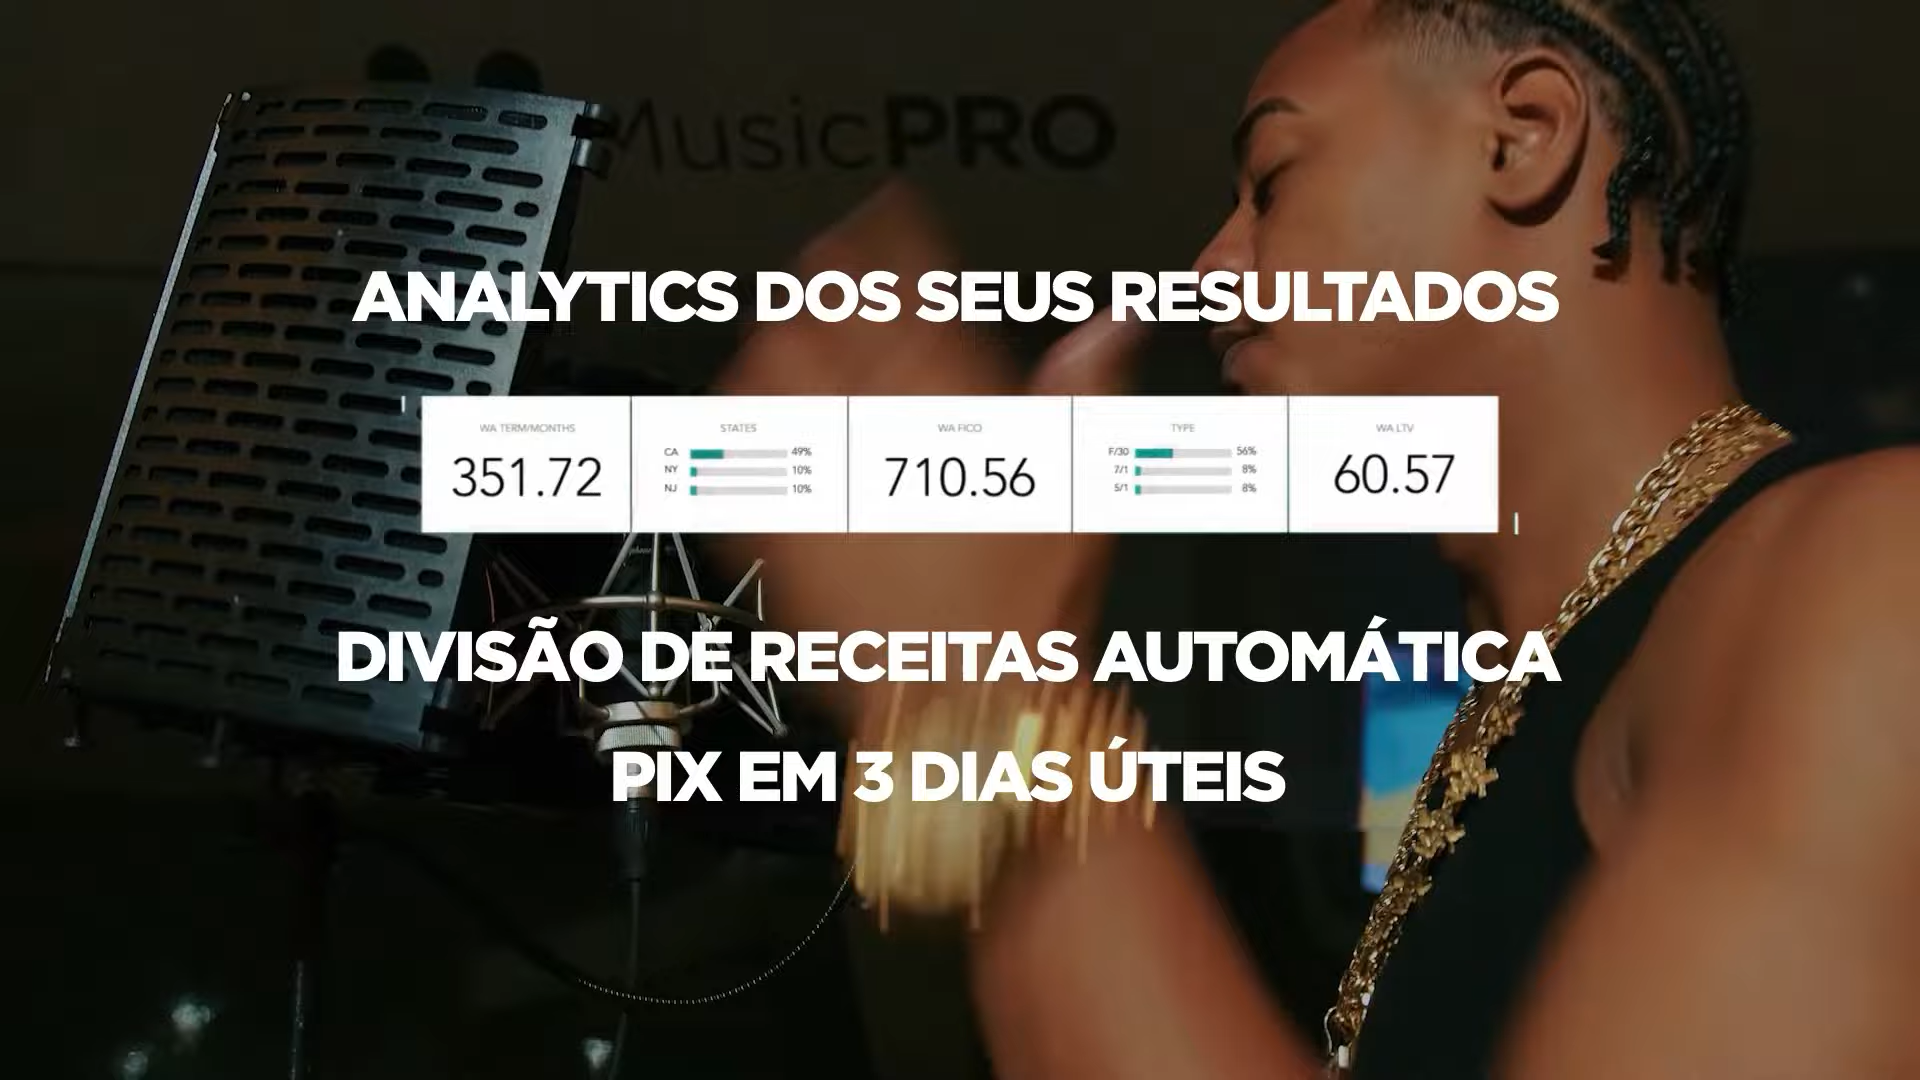 MusicPRO
ANALYTICS DOS SEUS RESULTADOS
WA TERM/MONTHS
351.72
STATES
CA 49%
NY 10%
NJ 10%
WA FICO
710.56
TYPE
F/30 56%
7/1 8%
5/1 8%
WA LTV
60.57
DIVISÃO DE RECEITAS AUTOMÁTICA
PIX EM 3 DIAS ÚTEIS